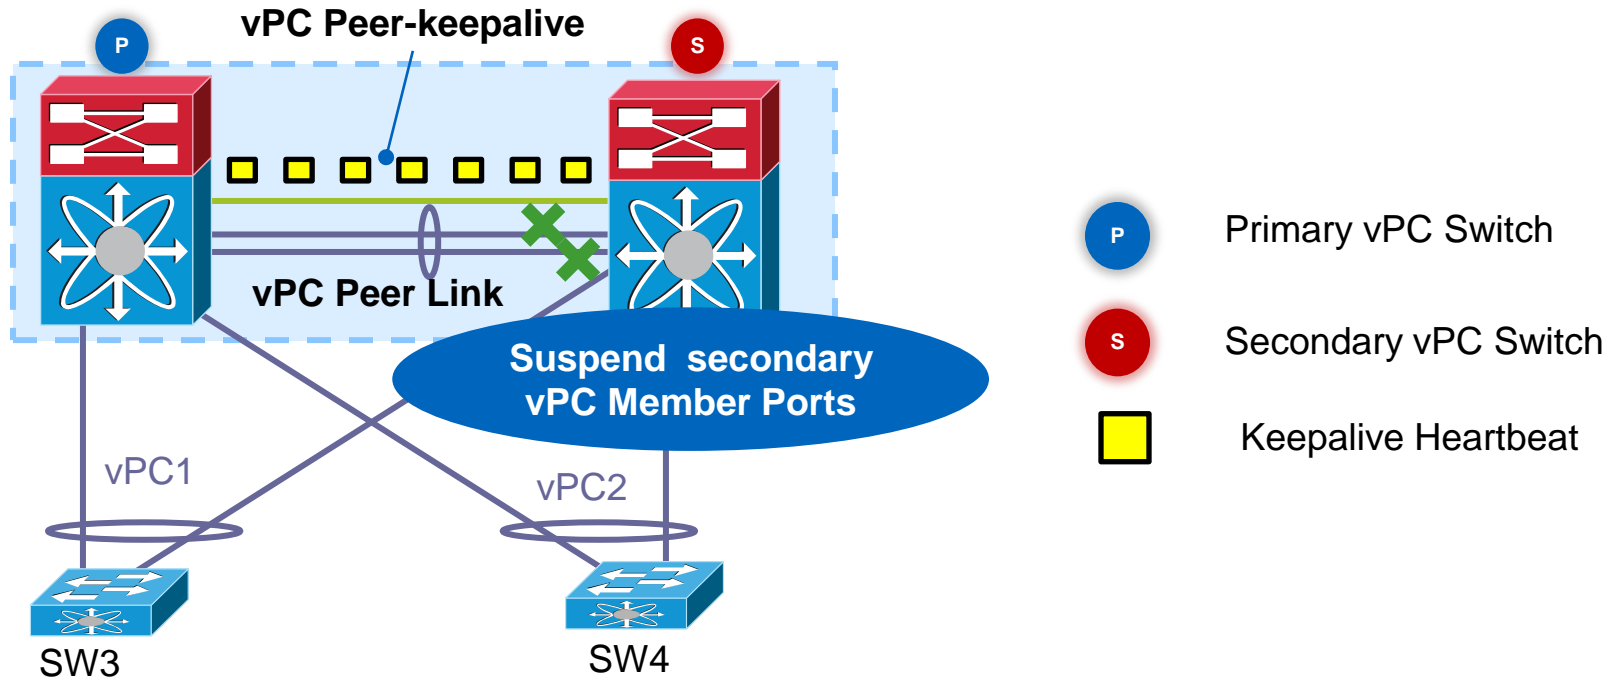 vPC Peer-keepalive
P
S
vPC Peer Link
Suspend secondary
vPC Member Ports
vPC1
vPC2
SW3
SW4
P
Primary vPC Switch
S
Secondary vPC Switch
Keepalive Heartbeat